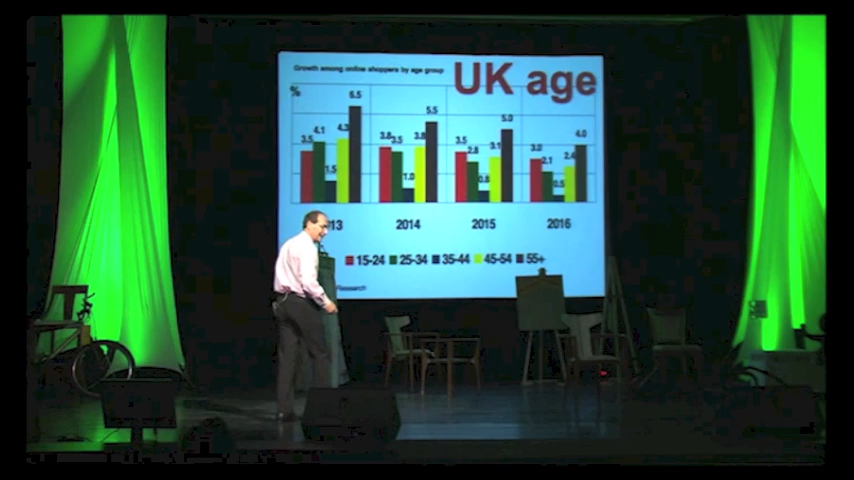 Growth among online shoppers by age group
UK age
%
3.5 4.1 1.5 4.3 6.5
3.8 3.5 1.0 3.8 5.5
3.5 2.8 0.8 3.1 5.0
3.0 2.1 0.5 2.4 4.0
13 2014 2015 2016
15-24 25-34 35-44 45-54 55+
Research